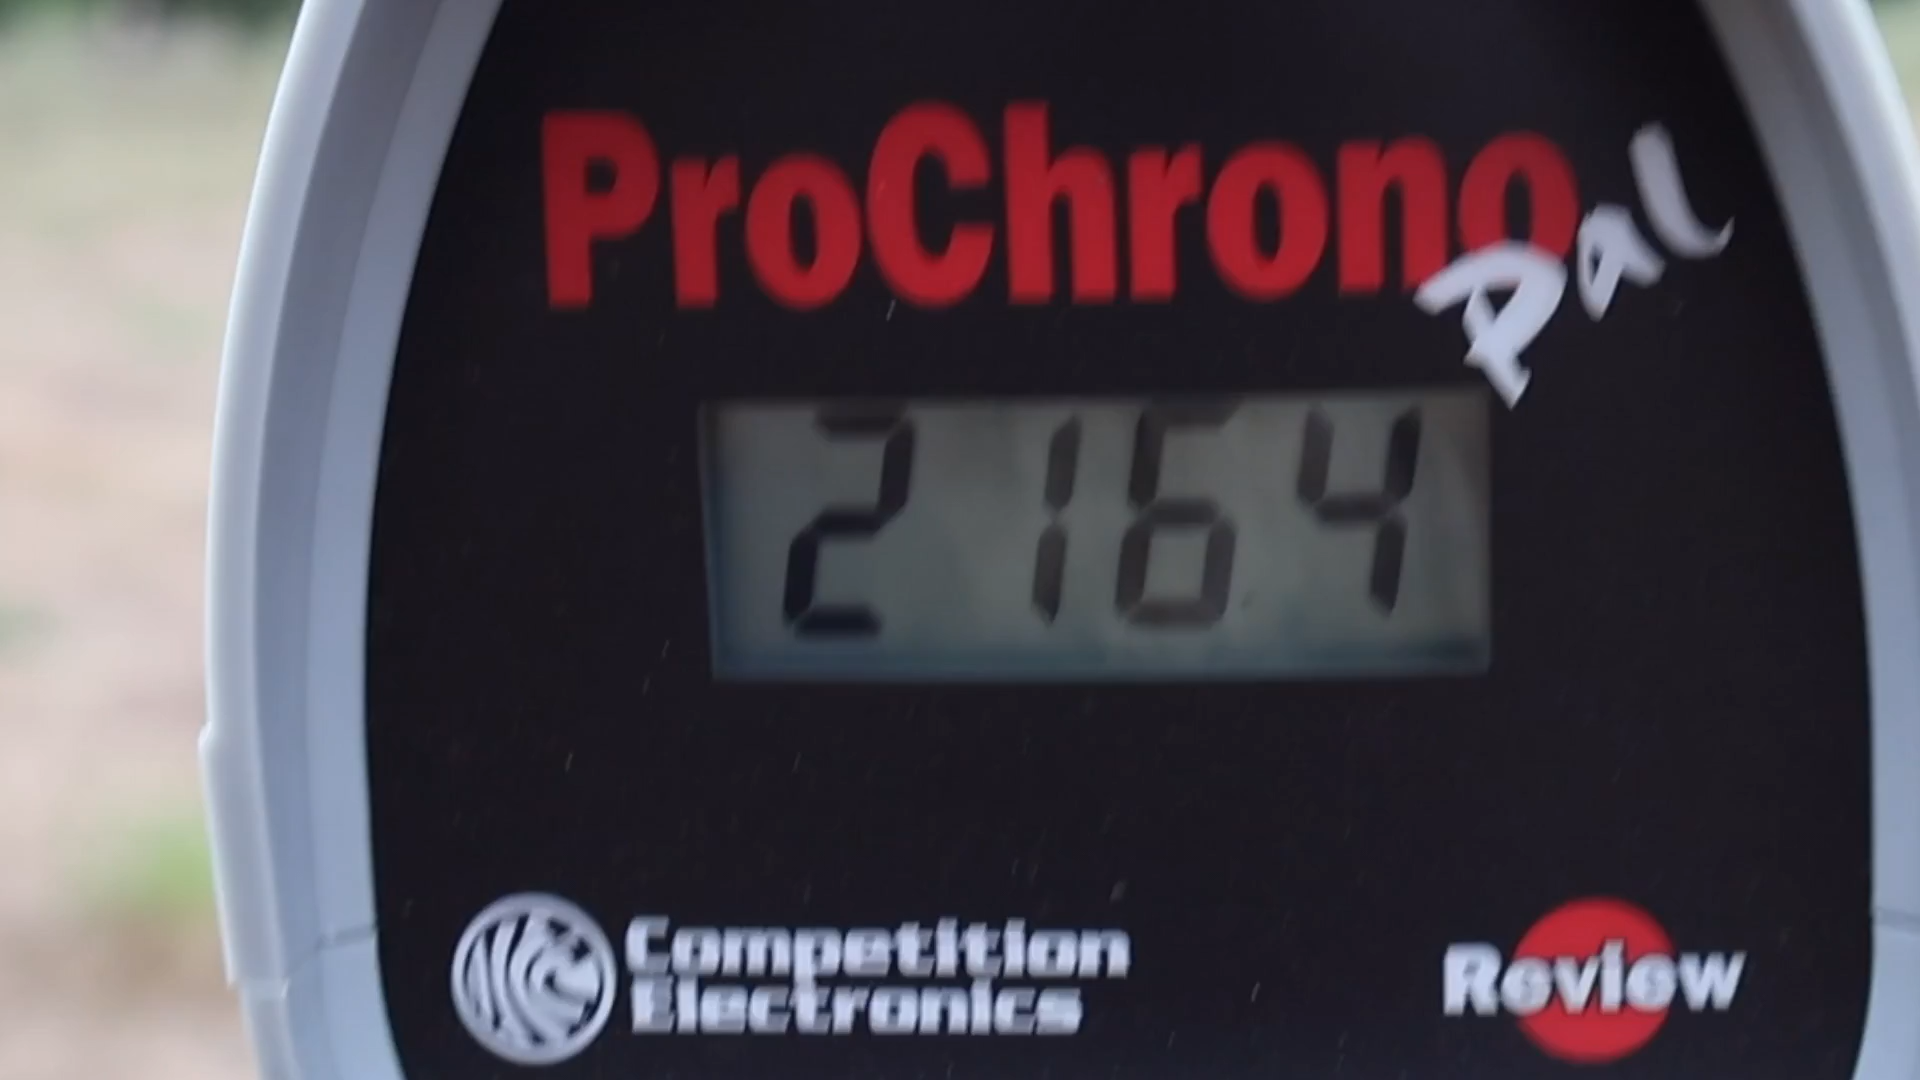 ProChrono
Pal
2164
Competition
Electronics
Review